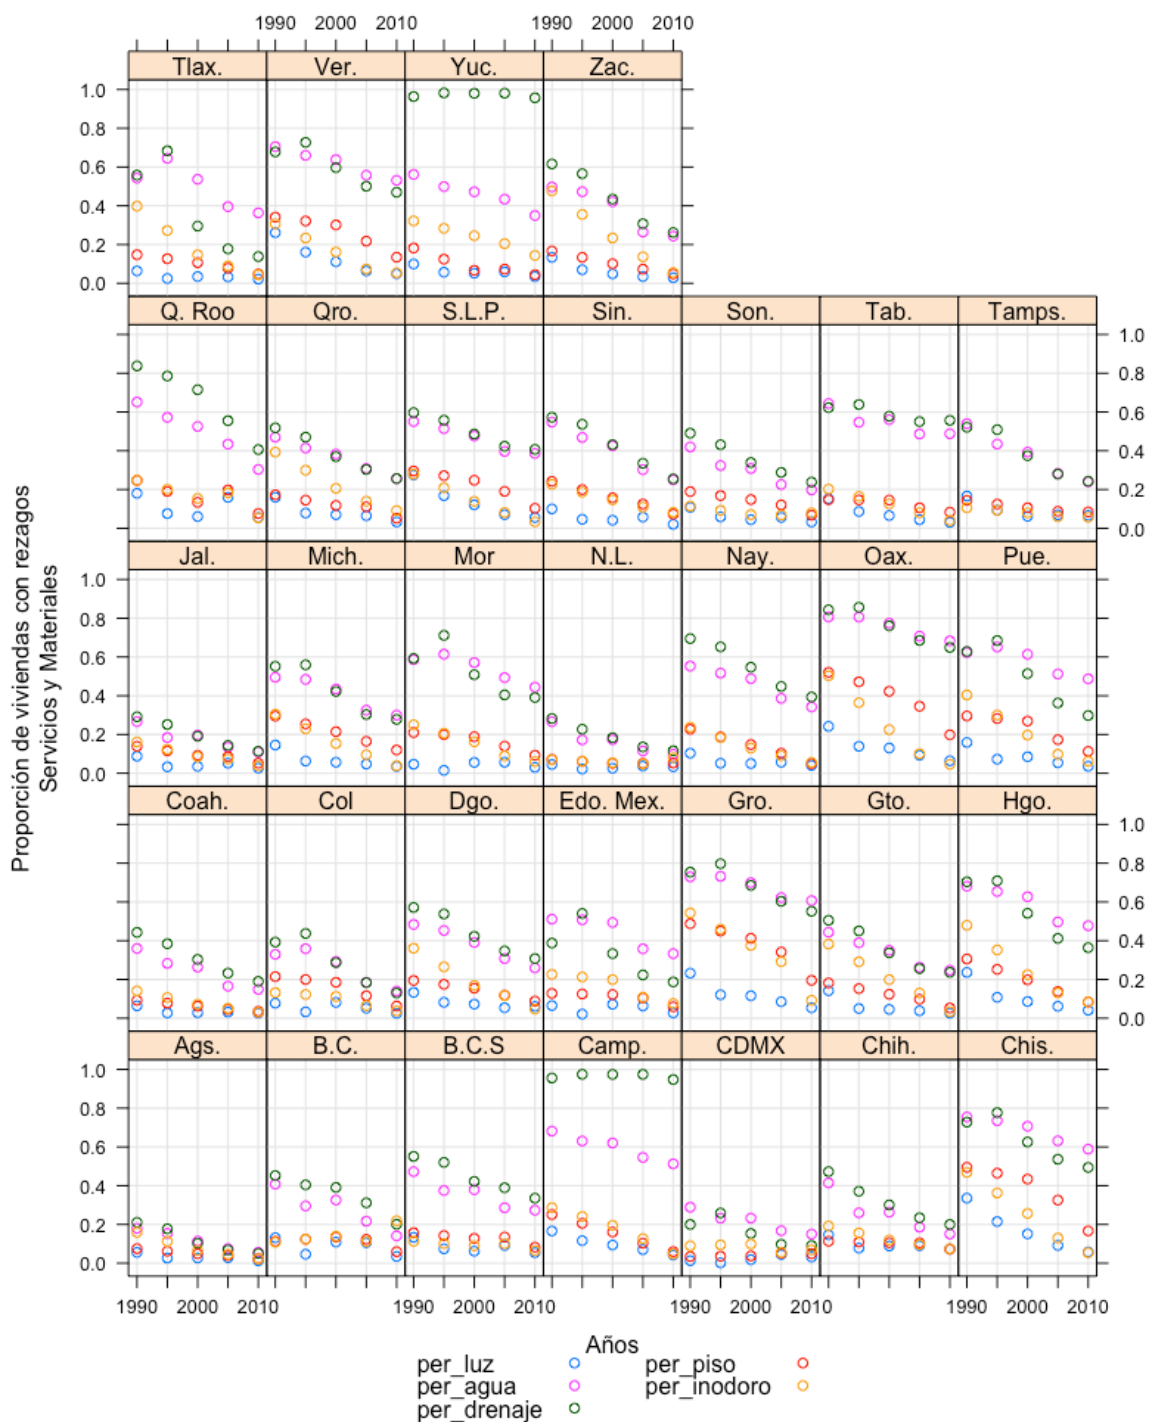 1990 2000 2010 1990 2000 2010
Tlax. Ver. Yuc. Zac.
1.0
0.8
0.6
0.4
0.2
0.0
Q. Roo Qro. S.L.P. Sin. Son. Tab. Tamps.
1.0
0.8
0.6
0.4
0.2
0.0
Jal. Mich. Mor N.L. Nay. Oax. Pue.
1.0
0.8
0.6
0.4
0.2
0.0
Coah. Col Dgo. Edo. Mex. Gro. Gto. Hgo.
1.0
0.8
0.6
0.4
0.2
0.0
Ags. B.C. B.C.S Camp. CDMX Chih. Chis.
1.0
0.8
0.6
0.4
0.2
0.0
1990 2000 2010 1990 2000 2010 1990 2000 2010 1990 2000 2010
Proporción de viviendas con rezagos
Servicios y Materiales
Años
per_luz per_piso
per_agua per_inodoro
per_drenaje